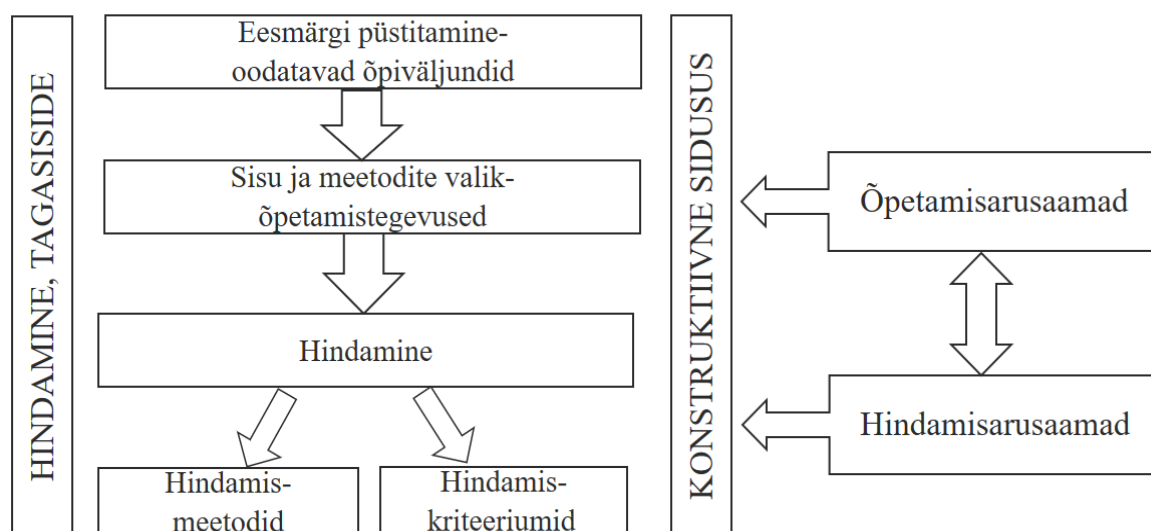 HINDAMINE, TAGASISIDE
Eesmärgi püstitamine-
oodatavad õpiväljundid
Sisu ja meetodite valik-
õpetamistegevused
Hindamine
Hindamis-
meetodid
Hindamis-
kriteeriumid
KONSTRUKTIIVNE SIDUSUS
Õpetamisarusaamad
Hindamisarusaamad